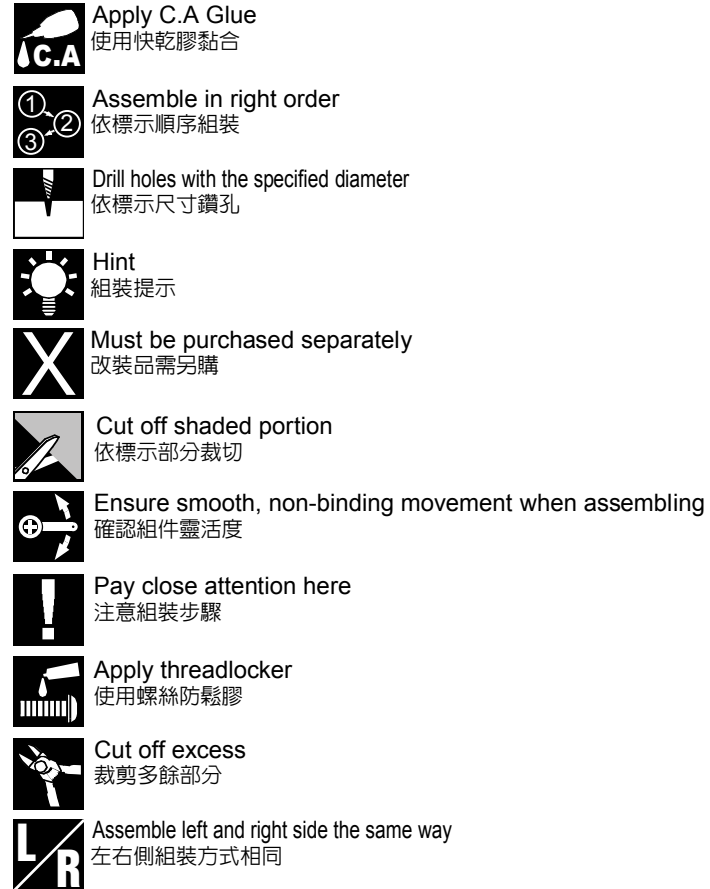 C.A
Apply C.A Glue
使用快乾膠黏合
1
2
3
Assemble in right order
依標示順序組裝
Drill holes with the specified diameter
依標示尺寸鑽孔
Hint
組裝提示
X
Must be purchased separately
改裝品需另購
Cut off shaded portion
依標示部分裁切
Ensure smooth, non-binding movement when assembling
確認組件靈活度
!
Pay close attention here
注意組裝步驟
Apply threadlocker
使用螺絲防鬆膠
Cut off excess
裁剪多餘部分
L/R
Assemble left and right side the same way
左右側組裝方式相同